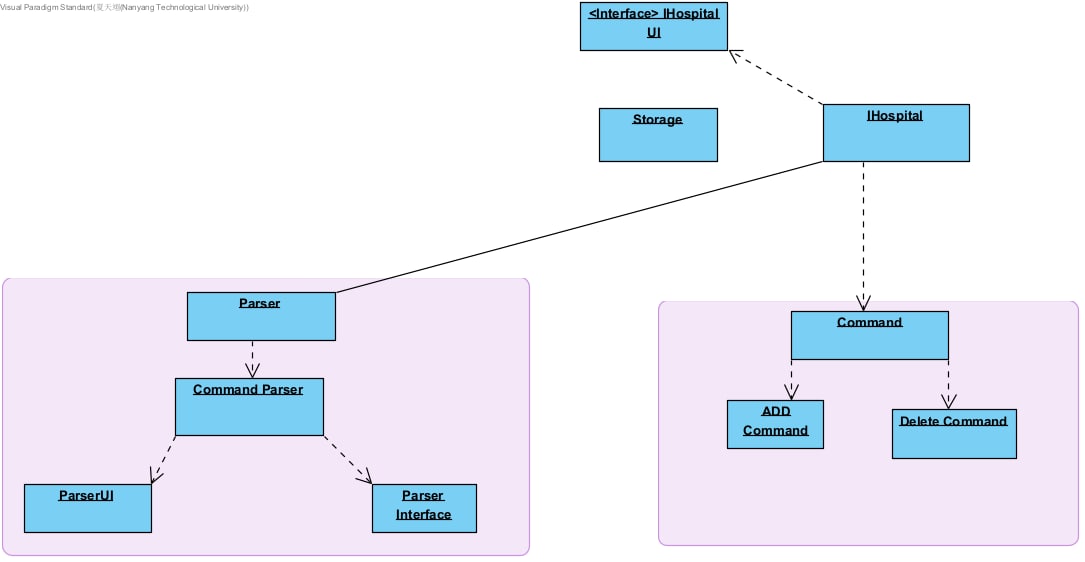 Visual Paradigm Standard(夏天翊(Nanyang Technological University))
<Interface> IHospital
UI
Storage
IHospital
Parser
Command Parser
ParserUI
Parser
Interface
Command
ADD
Command
Delete Command